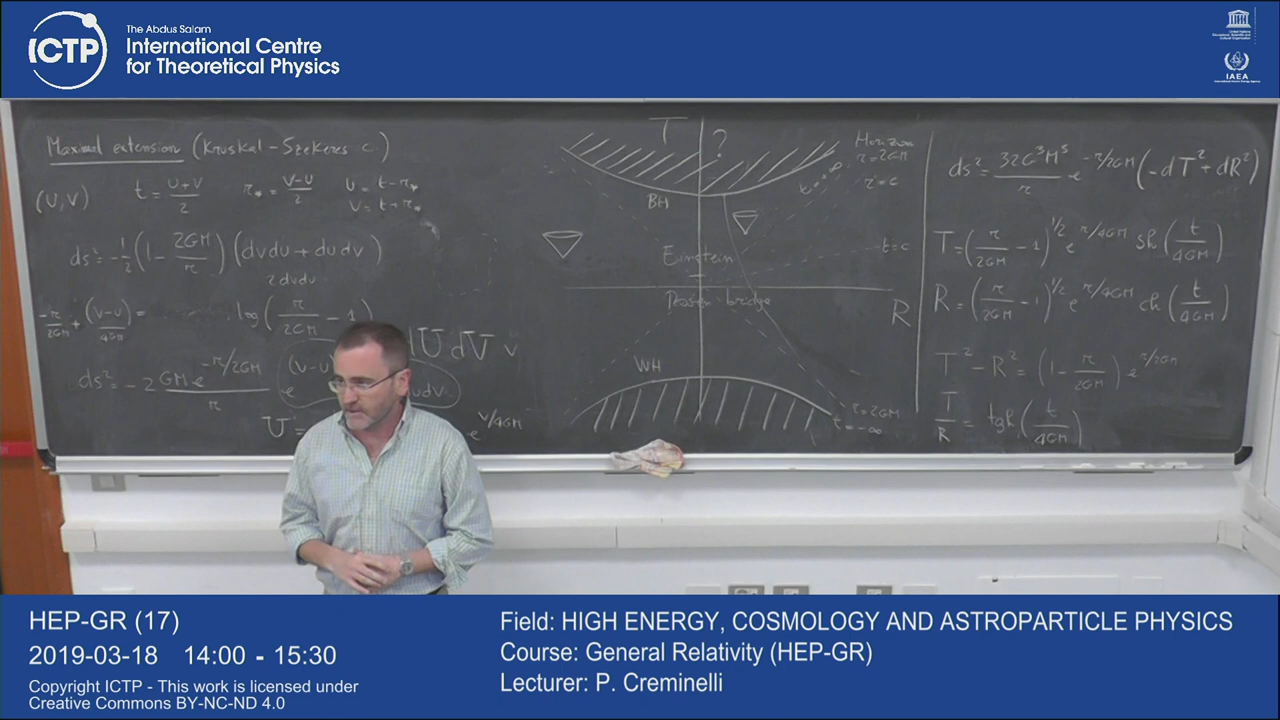 The Abdus Salam
ICTP
International Centre
for Theoretical Physics
IAEA
Maximal extension (Kruskal-Szekeres c)
(U,V) t = (U+V)/2 r* = (V-U)/2 U = t-r*
V = t+r*
ds² = -1/2 (1 - 2GM/r) (dvdu + dudv)
2dvdu
-r/2GM + (V-U)/4GM = log (r/2GM - 1)
ds² = -2 GM e^{-r/2GM}/r
U =
e^{v/4GM}
T
?
Horizon
r = 2GM
r = c
t = ∞
BH
t = c
Einstein
Rosen bridge
R
WH
r = 2GM
t = -∞
ds² = 32G³M³/r e^{-r/2GM} (-dT² + dR²)
T = (r/2GM - 1)^{1/2} e^{r/4GM} sh (t/4GM)
R = (r/2GM - 1)^{1/2} e^{r/4GM} ch (t/4GM)
T² - R² = (1 - r/2GM) e^{r/2GM}
T/R = tgh (t/4GM)
HEP-GR (17)
2019-03-18 14:00 - 15:30
Copyright ICTP - This work is licensed under
Creative Commons BY-NC-ND 4.0
Field: HIGH ENERGY, COSMOLOGY AND ASTROPARTICLE PHYSICS
Course: General Relativity (HEP-GR)
Lecturer: P. Creminelli